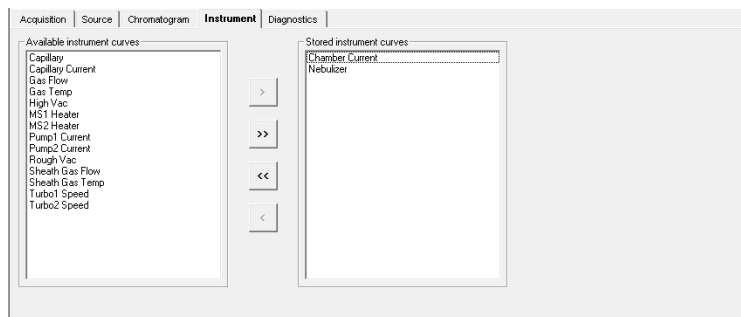 Acquisition Source Chromatogram Instrument Diagnostics
Available instrument curves
Capillary
Capillary Current
Gas Flow
Gas Temp
High Vac
MS1 Heater
MS2 Heater
Pump1 Current
Pump2 Current
Rough Vac
Sheath Gas Flow
Sheath Gas Temp
Turbo1 Speed
Turbo2 Speed
>
>>
<<
<
Stored instrument curves
Chamber Current
Nebulizer